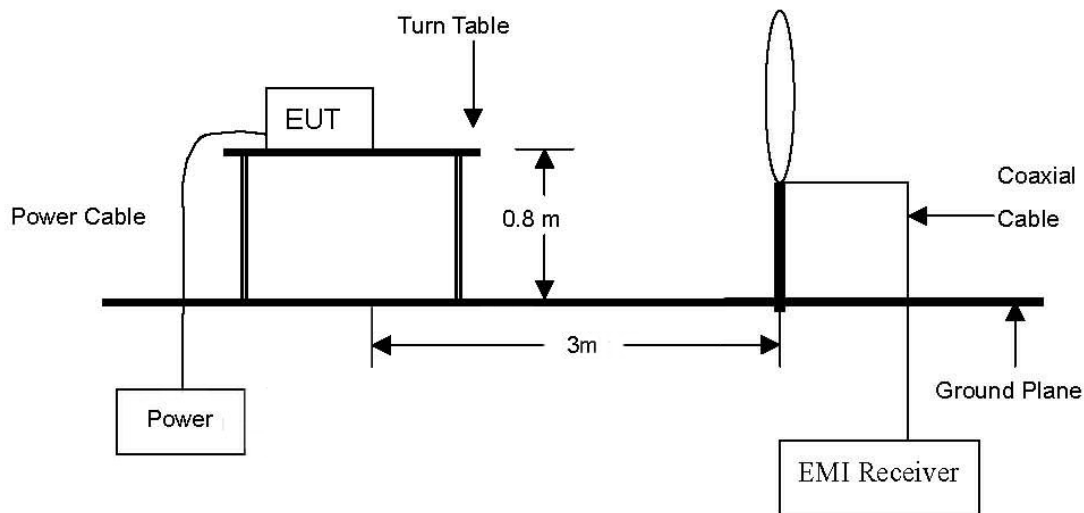 Turn Table
EUT
Coaxial
Power Cable
0.8 m
Cable
3m
Ground Plane
Power
EMI Receiver